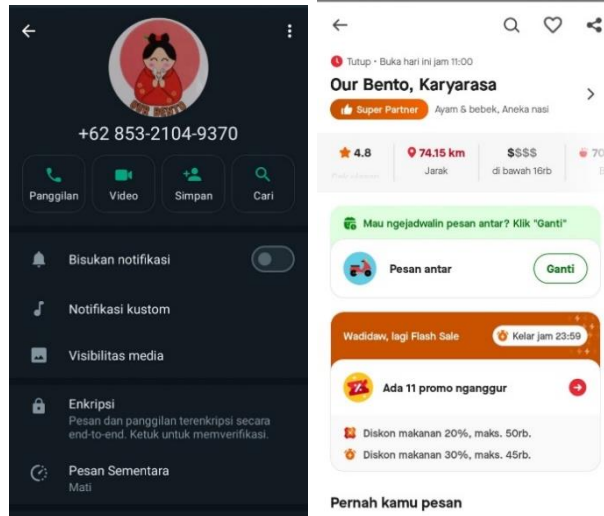 OUR BENTO
+62 853-2104-9370
Panggilan
Video
Simpan
Cari
Bisukan notifikasi
Notifikasi kustom
Visibilitas media
Enkripsi
Pesan dan panggilan terenkripsi secara
end-to-end. Ketuk untuk memverifikasi.
Pesan Sementara
Mati
Tutup • Buka hari ini jam 11:00
Our Bento, Karyarasa
Super Partner
Ayam & bebek, Aneka nasi
4.8
74.15 km
Jarak
$$$$
di bawah 16rb
70
Mau ngejadwalin pesan antar? Klik "Ganti"
Pesan antar
Ganti
Wadidaw, lagi Flash Sale
Kelar jam 23:59
Ada 11 promo nganggur
Diskon makanan 20%, maks. 50rb.
Diskon makanan 30%, maks. 45rb.
Pernah kamu pesan